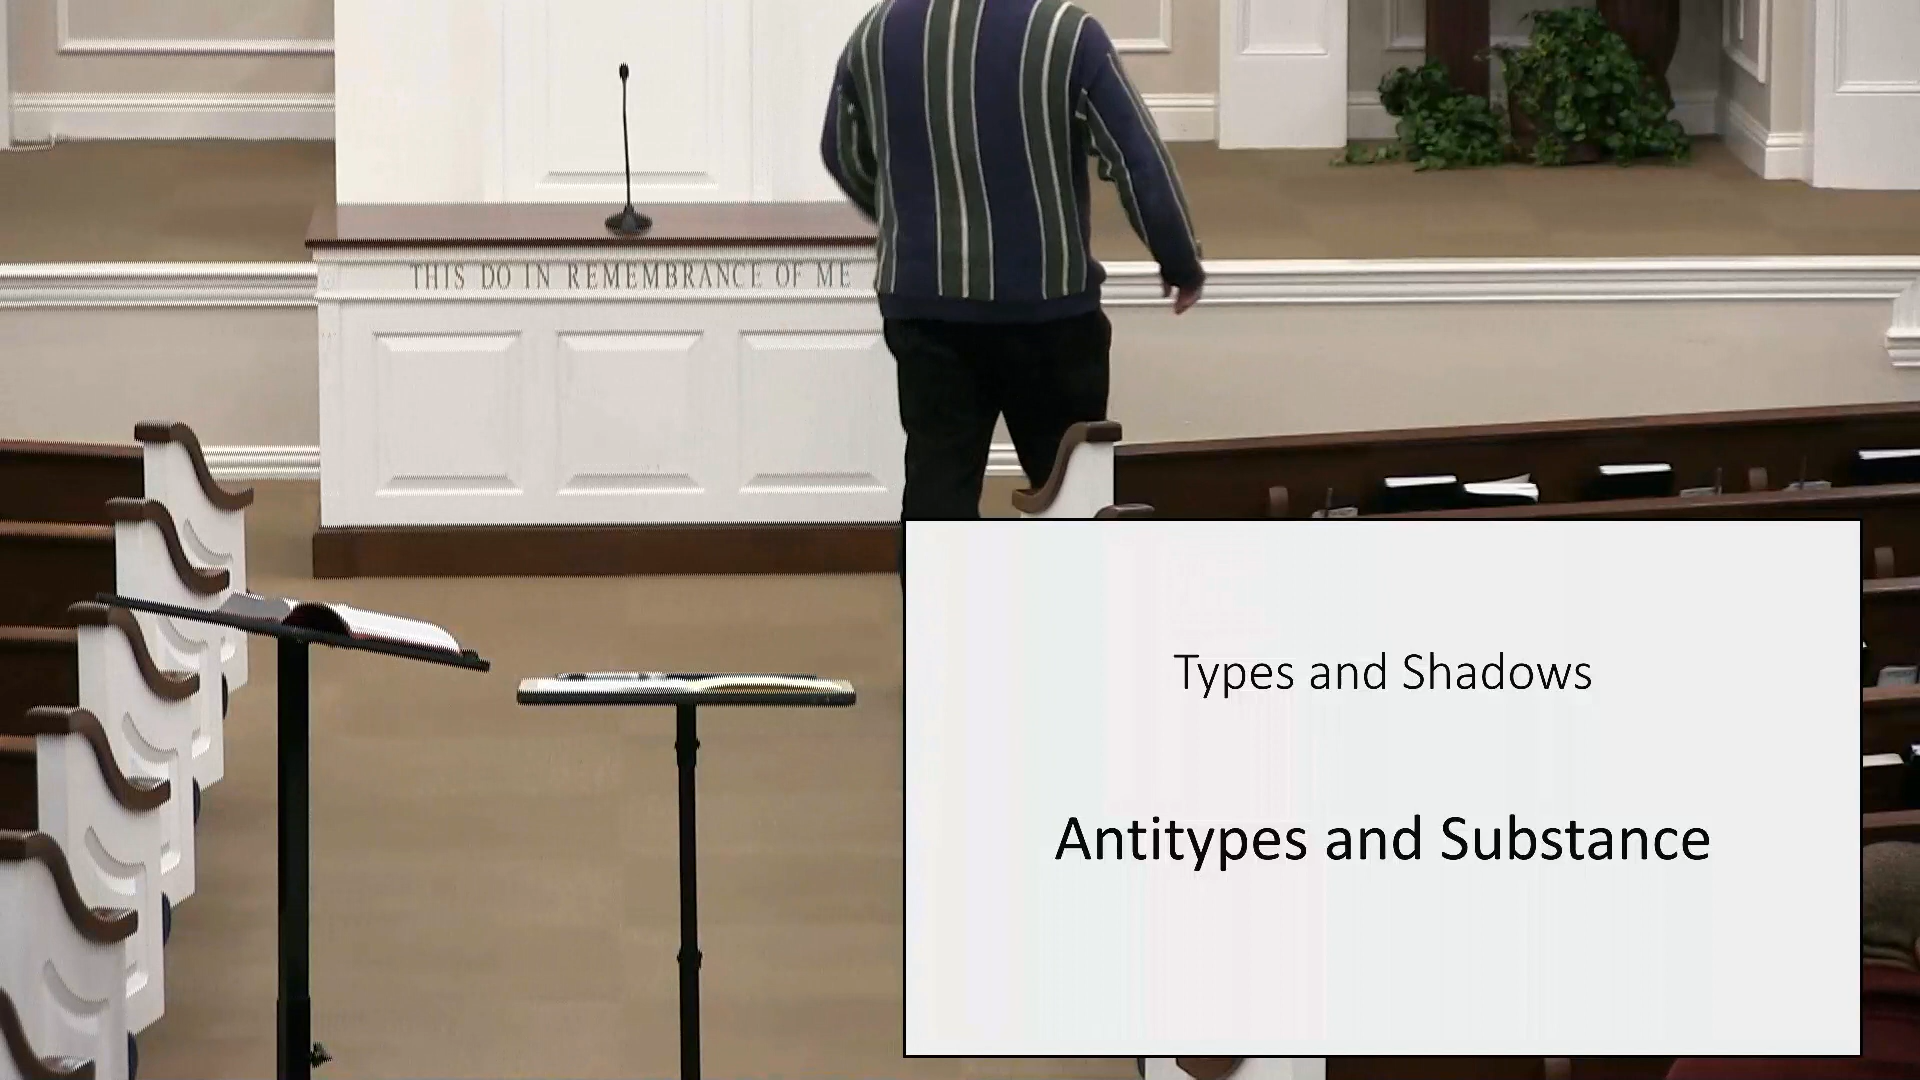 THIS DO IN REMEMBRANCE OF ME
Types and Shadows
Antitypes and Substance